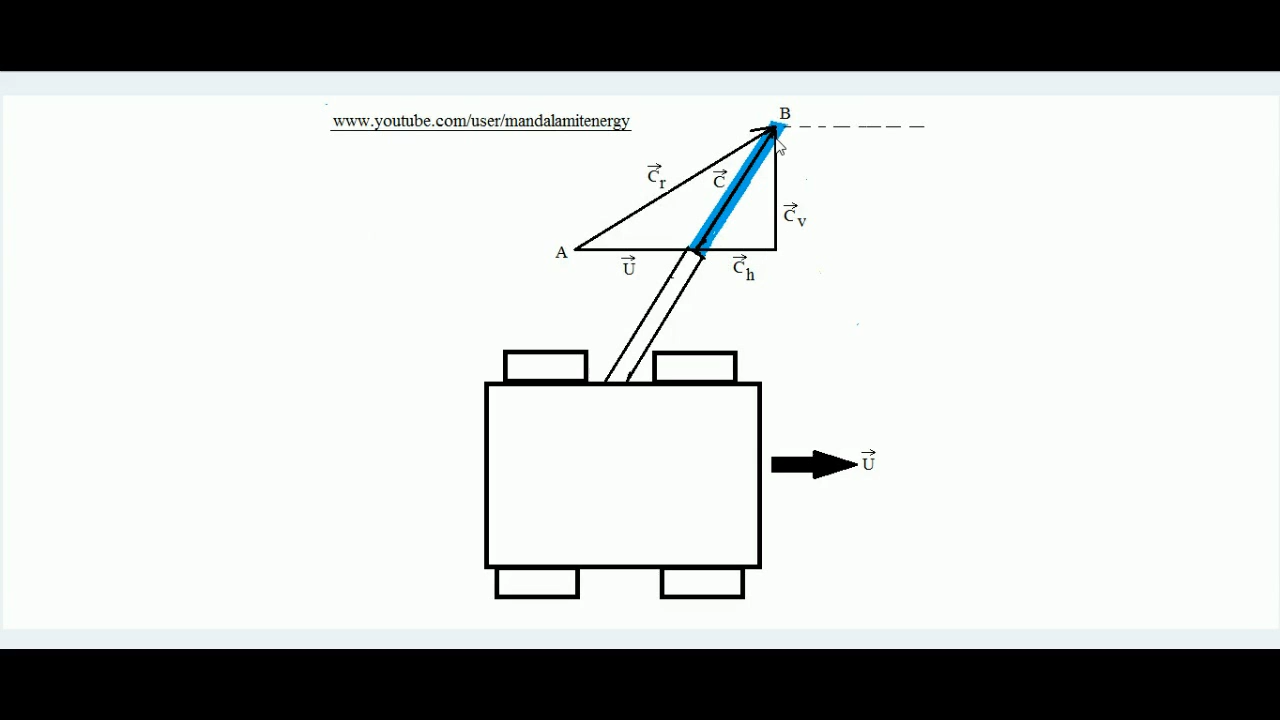 B
www.youtube.com/user/mandalamitenergy
C⃗r
C⃗
C⃗v
A
U⃗
C⃗h
U⃗